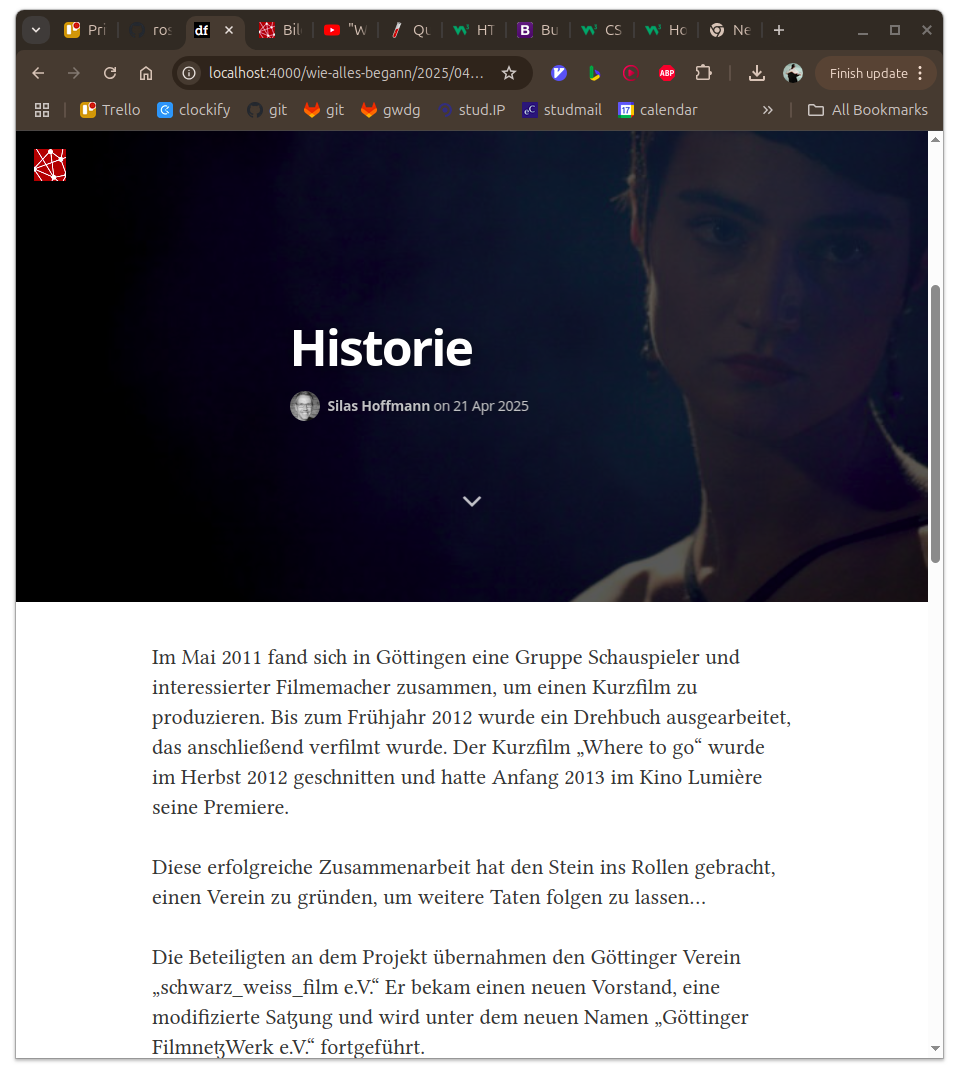 Pri
ros
df
Bil
"W
Qu
HT
B Bu
CS
Ho
Ne
localhost:4000/wie-alles-begann/2025/04...
ABP
Finish update
Trello
clockify
git
git
gwdg
stud.IP
eC studmail
17 calendar
All Bookmarks
Historie
Silas Hoffmann on 21 Apr 2025
Im Mai 2011 fand sich in Göttingen eine Gruppe Schauspieler und
interessierter Filmemacher zusammen, um einen Kurzfilm zu
produzieren. Bis zum Frühjahr 2012 wurde ein Drehbuch ausgearbeitet,
das anschließend verfilmt wurde. Der Kurzfilm „Where to go“ wurde
im Herbst 2012 geschnitten und hatte Anfang 2013 im Kino Lumière
seine Premiere.
Diese erfolgreiche Zusammenarbeit hat den Stein ins Rollen gebracht,
einen Verein zu gründen, um weitere Taten folgen zu lassen…
Die Beteiligten an dem Projekt übernahmen den Göttinger Verein
„schwarz_weiss_film e.V.“ Er bekam einen neuen Vorstand, eine
modifizierte Satzung und wird unter dem neuen Namen „Göttinger
FilmnetzWerk e.V.“ fortgeführt.